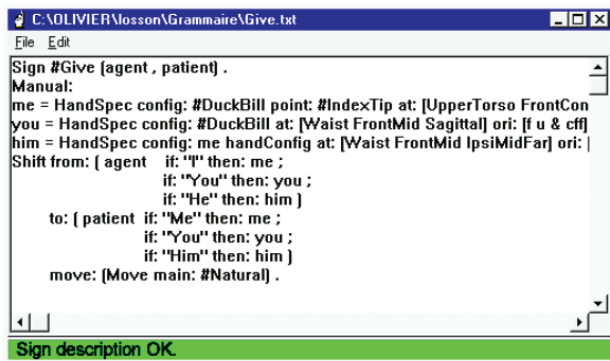 C:\OLIVIER\losson\Grammaire\Give.txt
File Edit
Sign #Give (agent , patient) .
Manual:
me = HandSpec config: #DuckBill point: #IndexTip at: [UpperTorso FrontCon
you = HandSpec config: #DuckBill at: [Waist FrontMid Sagittal] ori: [f u & cff]
him = HandSpec config: me handConfig at: [Waist FrontMid IpsiMidFar] ori: [
Shift from: ( agent if: "I" then: me ;
if: "You" then: you ;
if: "He" then: him )
to: ( patient if: "Me" then: me ;
if: "You" then: you ;
if: "Him" then: him )
move: (Move main: #Natural) .
Sign description OK.